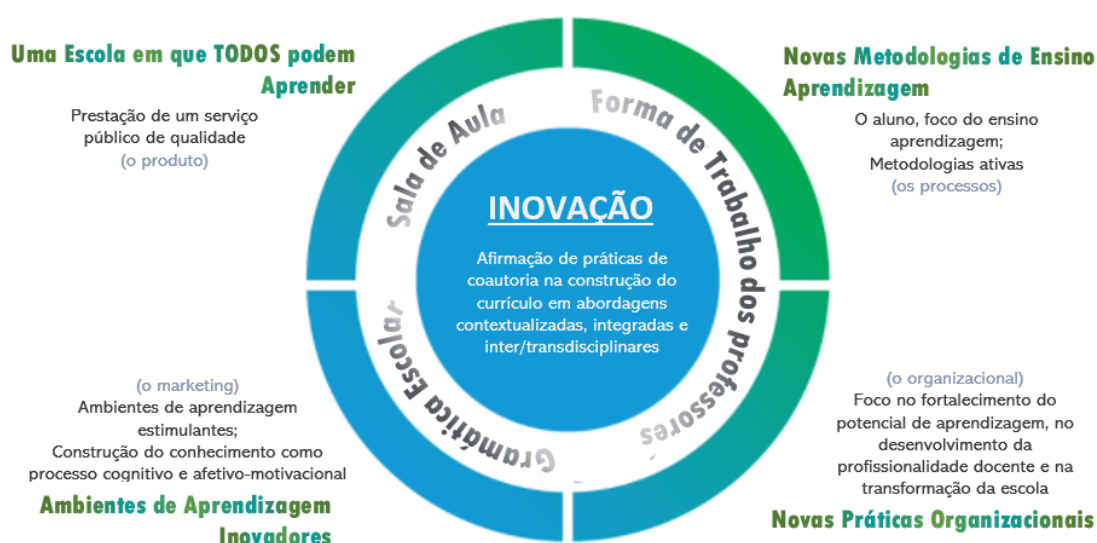 Uma Escola em que TODOS podem
Aprender
Prestação de um serviço
público de qualidade
(o produto)
Novas Metodologias de Ensino
Aprendizagem
O aluno, foco do ensino
aprendizagem;
Metodologias ativas
(os processos)
Sala de Aula
Forma de Trabalho dos professores
Gramática Escolar
INOVAÇÃO
Afirmação de práticas de
coautoria na construção do
currículo em abordagens
contextualizadas, integradas e
inter/transdisciplinares
(o marketing)
Ambientes de aprendizagem
estimulantes;
Construção do conhecimento como
processo cognitivo e afetivo-motivacional
Ambientes de Aprendizagem
Inovadores
(o organizacional)
Foco no fortalecimento do
potencial de aprendizagem, no
desenvolvimento da
profissionalidade docente e na
transformação da escola
Novas Práticas Organizacionais